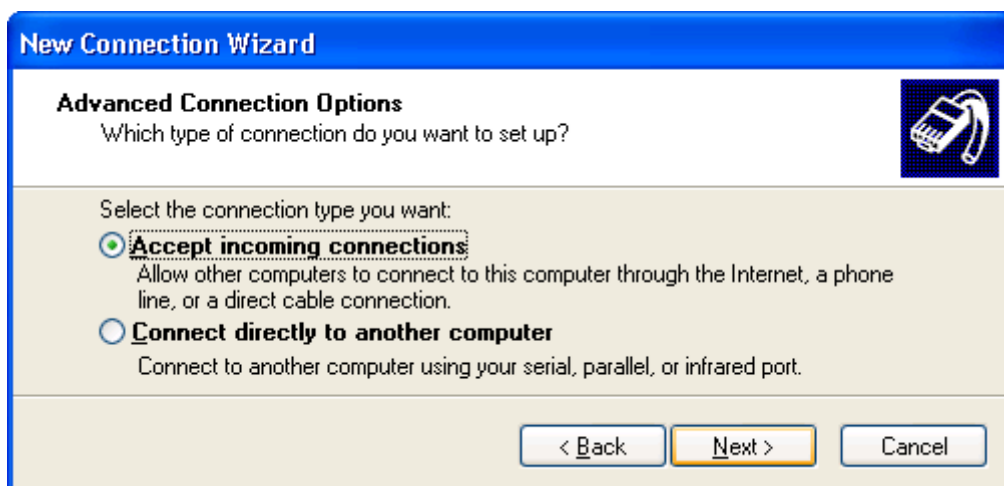 New Connection Wizard
Advanced Connection Options
Which type of connection do you want to set up?
Select the connection type you want:
Accept incoming connections
Allow other computers to connect to this computer through the Internet, a phone
line, or a direct cable connection.
Connect directly to another computer
Connect to another computer using your serial, parallel, or infrared port.
< Back Next > Cancel